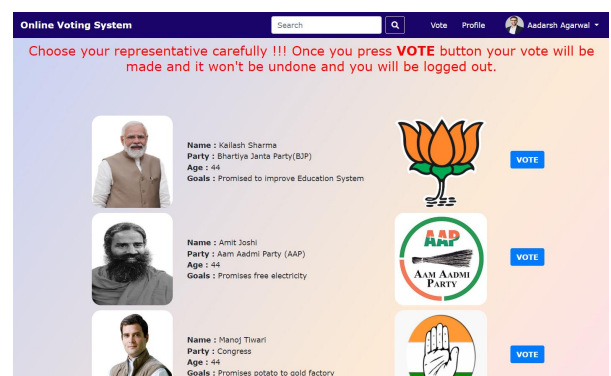 Online Voting System
Search
Vote
Profile
Aadarsh Agarwal
Choose your representative carefully !!! Once you press VOTE button your vote will be
made and it won't be undone and you will be logged out.
Name : Kailash Sharma
Party : Bhartiya Janta Party(BJP)
Age : 44
Goals : Promised to improve Education System
VOTE
Name : Amit Joshi
Party : Aam Aadmi Party (AAP)
Age : 44
Goals : Promises free electricity
AAP
AAM AADMI
PARTY
VOTE
Name : Manoj Tiwari
Party : Congress
Age : 44
Goals : Promises potato to gold factory
VOTE